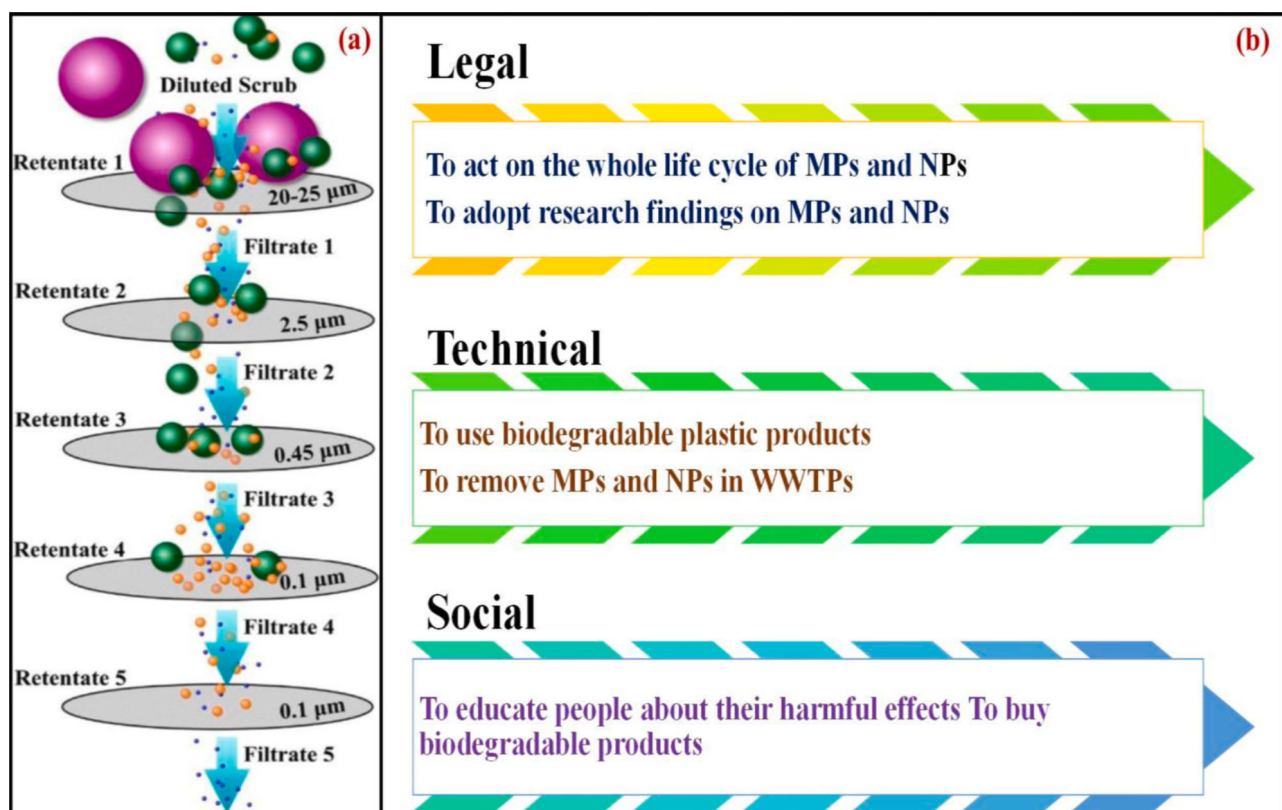 (a)
Diluted Scrub
Retentate 1
20-25 μm
Filtrate 1
Retentate 2
2.5 μm
Filtrate 2
Retentate 3
0.45 μm
Filtrate 3
Retentate 4
0.1 μm
Filtrate 4
Retentate 5
0.1 μm
Filtrate 5
(b)
Legal
To act on the whole life cycle of MPs and NPs
To adopt research findings on MPs and NPs
Technical
To use biodegradable plastic products
To remove MPs and NPs in WWTPs
Social
To educate people about their harmful effects To buy
biodegradable products